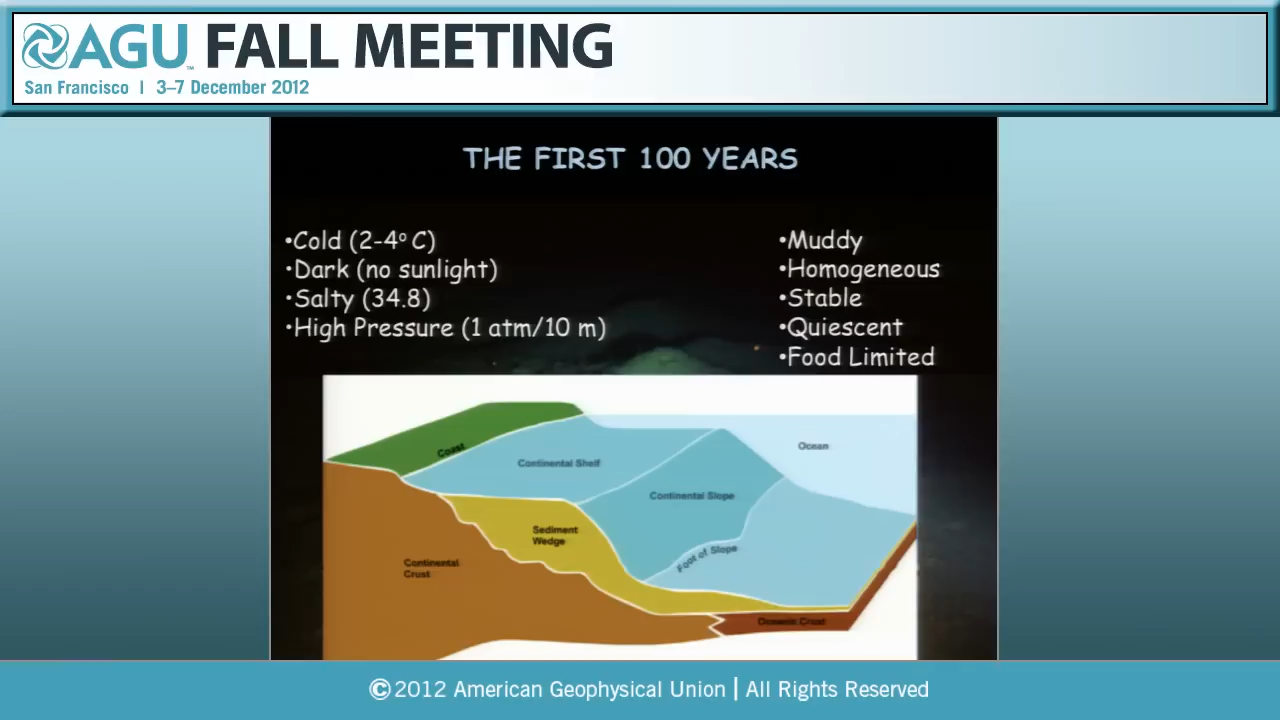 AGU FALL MEETING
San Francisco | 3–7 December 2012
THE FIRST 100 YEARS
•Cold (2-4º C)
•Dark (no sunlight)
•Salty (34.8)
•High Pressure (1 atm/10 m)
•Muddy
•Homogeneous
•Stable
•Quiescent
•Food Limited
Coast
Continental Shelf
Ocean
Continental Slope
Sediment
Wedge
Foot of Slope
Continental
Crust
Oceanic Crust
©2012 American Geophysical Union | All Rights Reserved